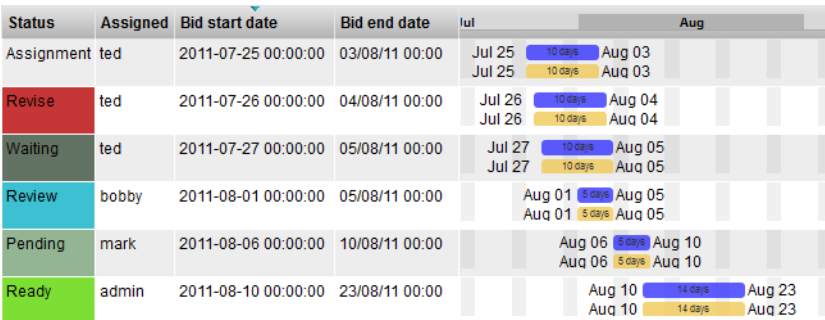 Status Assigned Bid start date Bid end date Jul Aug
Assignment ted 2011-07-25 00:00:00 03/08/11 00:00 Jul 25 10 days Aug 03
Jul 25 10 days Aug 03
Revise ted 2011-07-26 00:00:00 04/08/11 00:00 Jul 26 10 days Aug 04
Jul 26 10 days Aug 04
Waiting ted 2011-07-27 00:00:00 05/08/11 00:00 Jul 27 10 days Aug 05
Jul 27 10 days Aug 05
Review bobby 2011-08-01 00:00:00 05/08/11 00:00 Aug 01 5 days Aug 05
Aug 01 5 days Aug 05
Pending mark 2011-08-06 00:00:00 10/08/11 00:00 Aug 06 5 days Aug 10
Aug 06 5 days Aug 10
Ready admin 2011-08-10 00:00:00 23/08/11 00:00 Aug 10 14 days Aug 23
Aug 10 14 days Aug 23